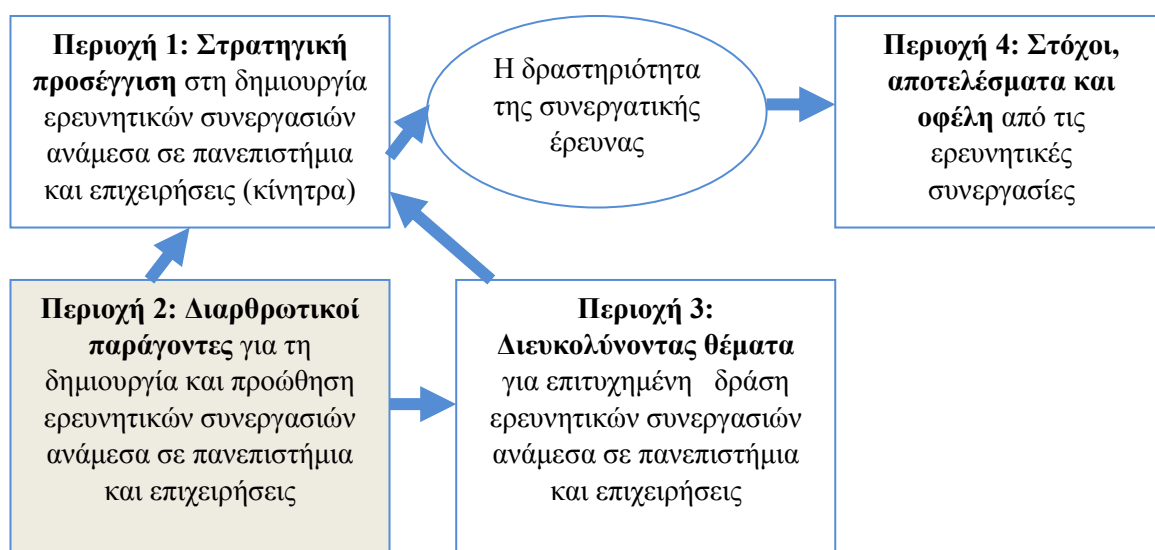 Περιοχή 1: Στρατηγική
προσέγγιση στη δημιουργία
ερευνητικών συνεργασιών
ανάμεσα σε πανεπιστήμια
και επιχειρήσεις (κίνητρα)
Η δραστηριότητα
της συνεργατικής
έρευνας
Περιοχή 4: Στόχοι,
αποτελέσματα και
οφέλη από τις
ερευνητικές
συνεργασίες
Περιοχή 2: Διαρθρωτικοί
παράγοντες για τη
δημιουργία και προώθηση
ερευνητικών συνεργασιών
ανάμεσα σε πανεπιστήμια
και επιχειρήσεις
Περιοχή 3:
Διευκολύνοντας θέματα
για επιτυχημένη δράση
ερευνητικών συνεργασιών
ανάμεσα σε πανεπιστήμια
και επιχειρήσεις